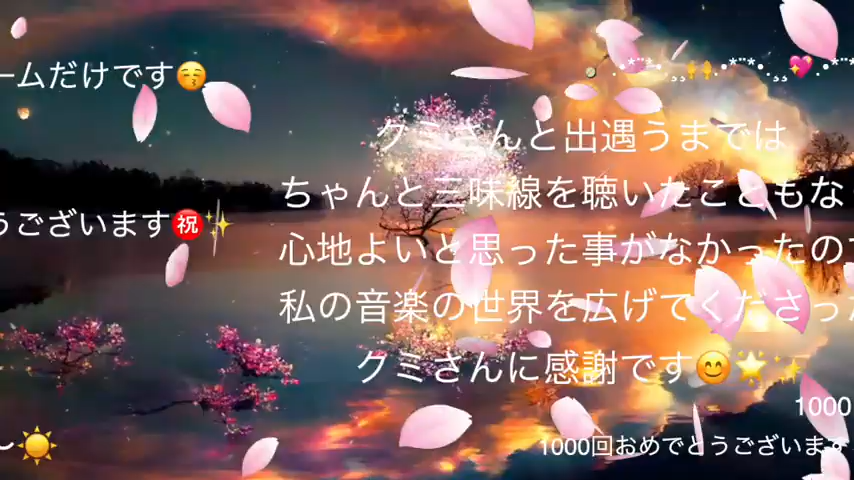 ームだけです😚
.•*¨*•.¸¸🙌•*¨*•.¸¸💖.•*¨*
クミさんと出遇うまでは
ちゃんと三味線を聴いたこともな
うございます㊗️✨
心地よいと思った事がなかったので
私の音楽の世界を広げてくださった
クミさんに感謝です😊🌟✨
1000
〜☀️
1000回おめでとうございます